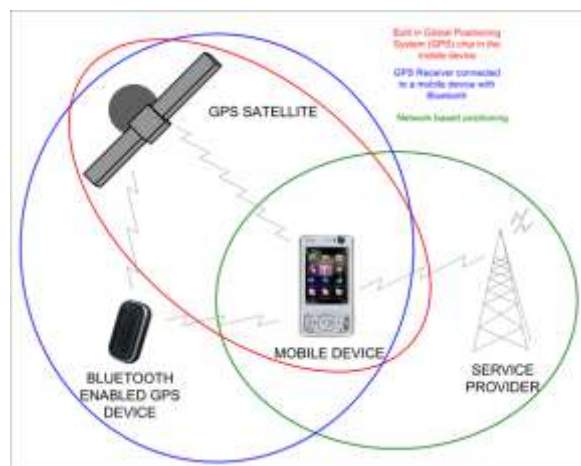 Built in Global Positioning
System (GPS) chip in the
mobile device
GPS Receiver connected
to a mobile device with
Bluetooth
Network based positioning
GPS SATELLITE
MOBILE DEVICE
SERVICE
PROVIDER
BLUETOOTH
ENABLED GPS
DEVICE